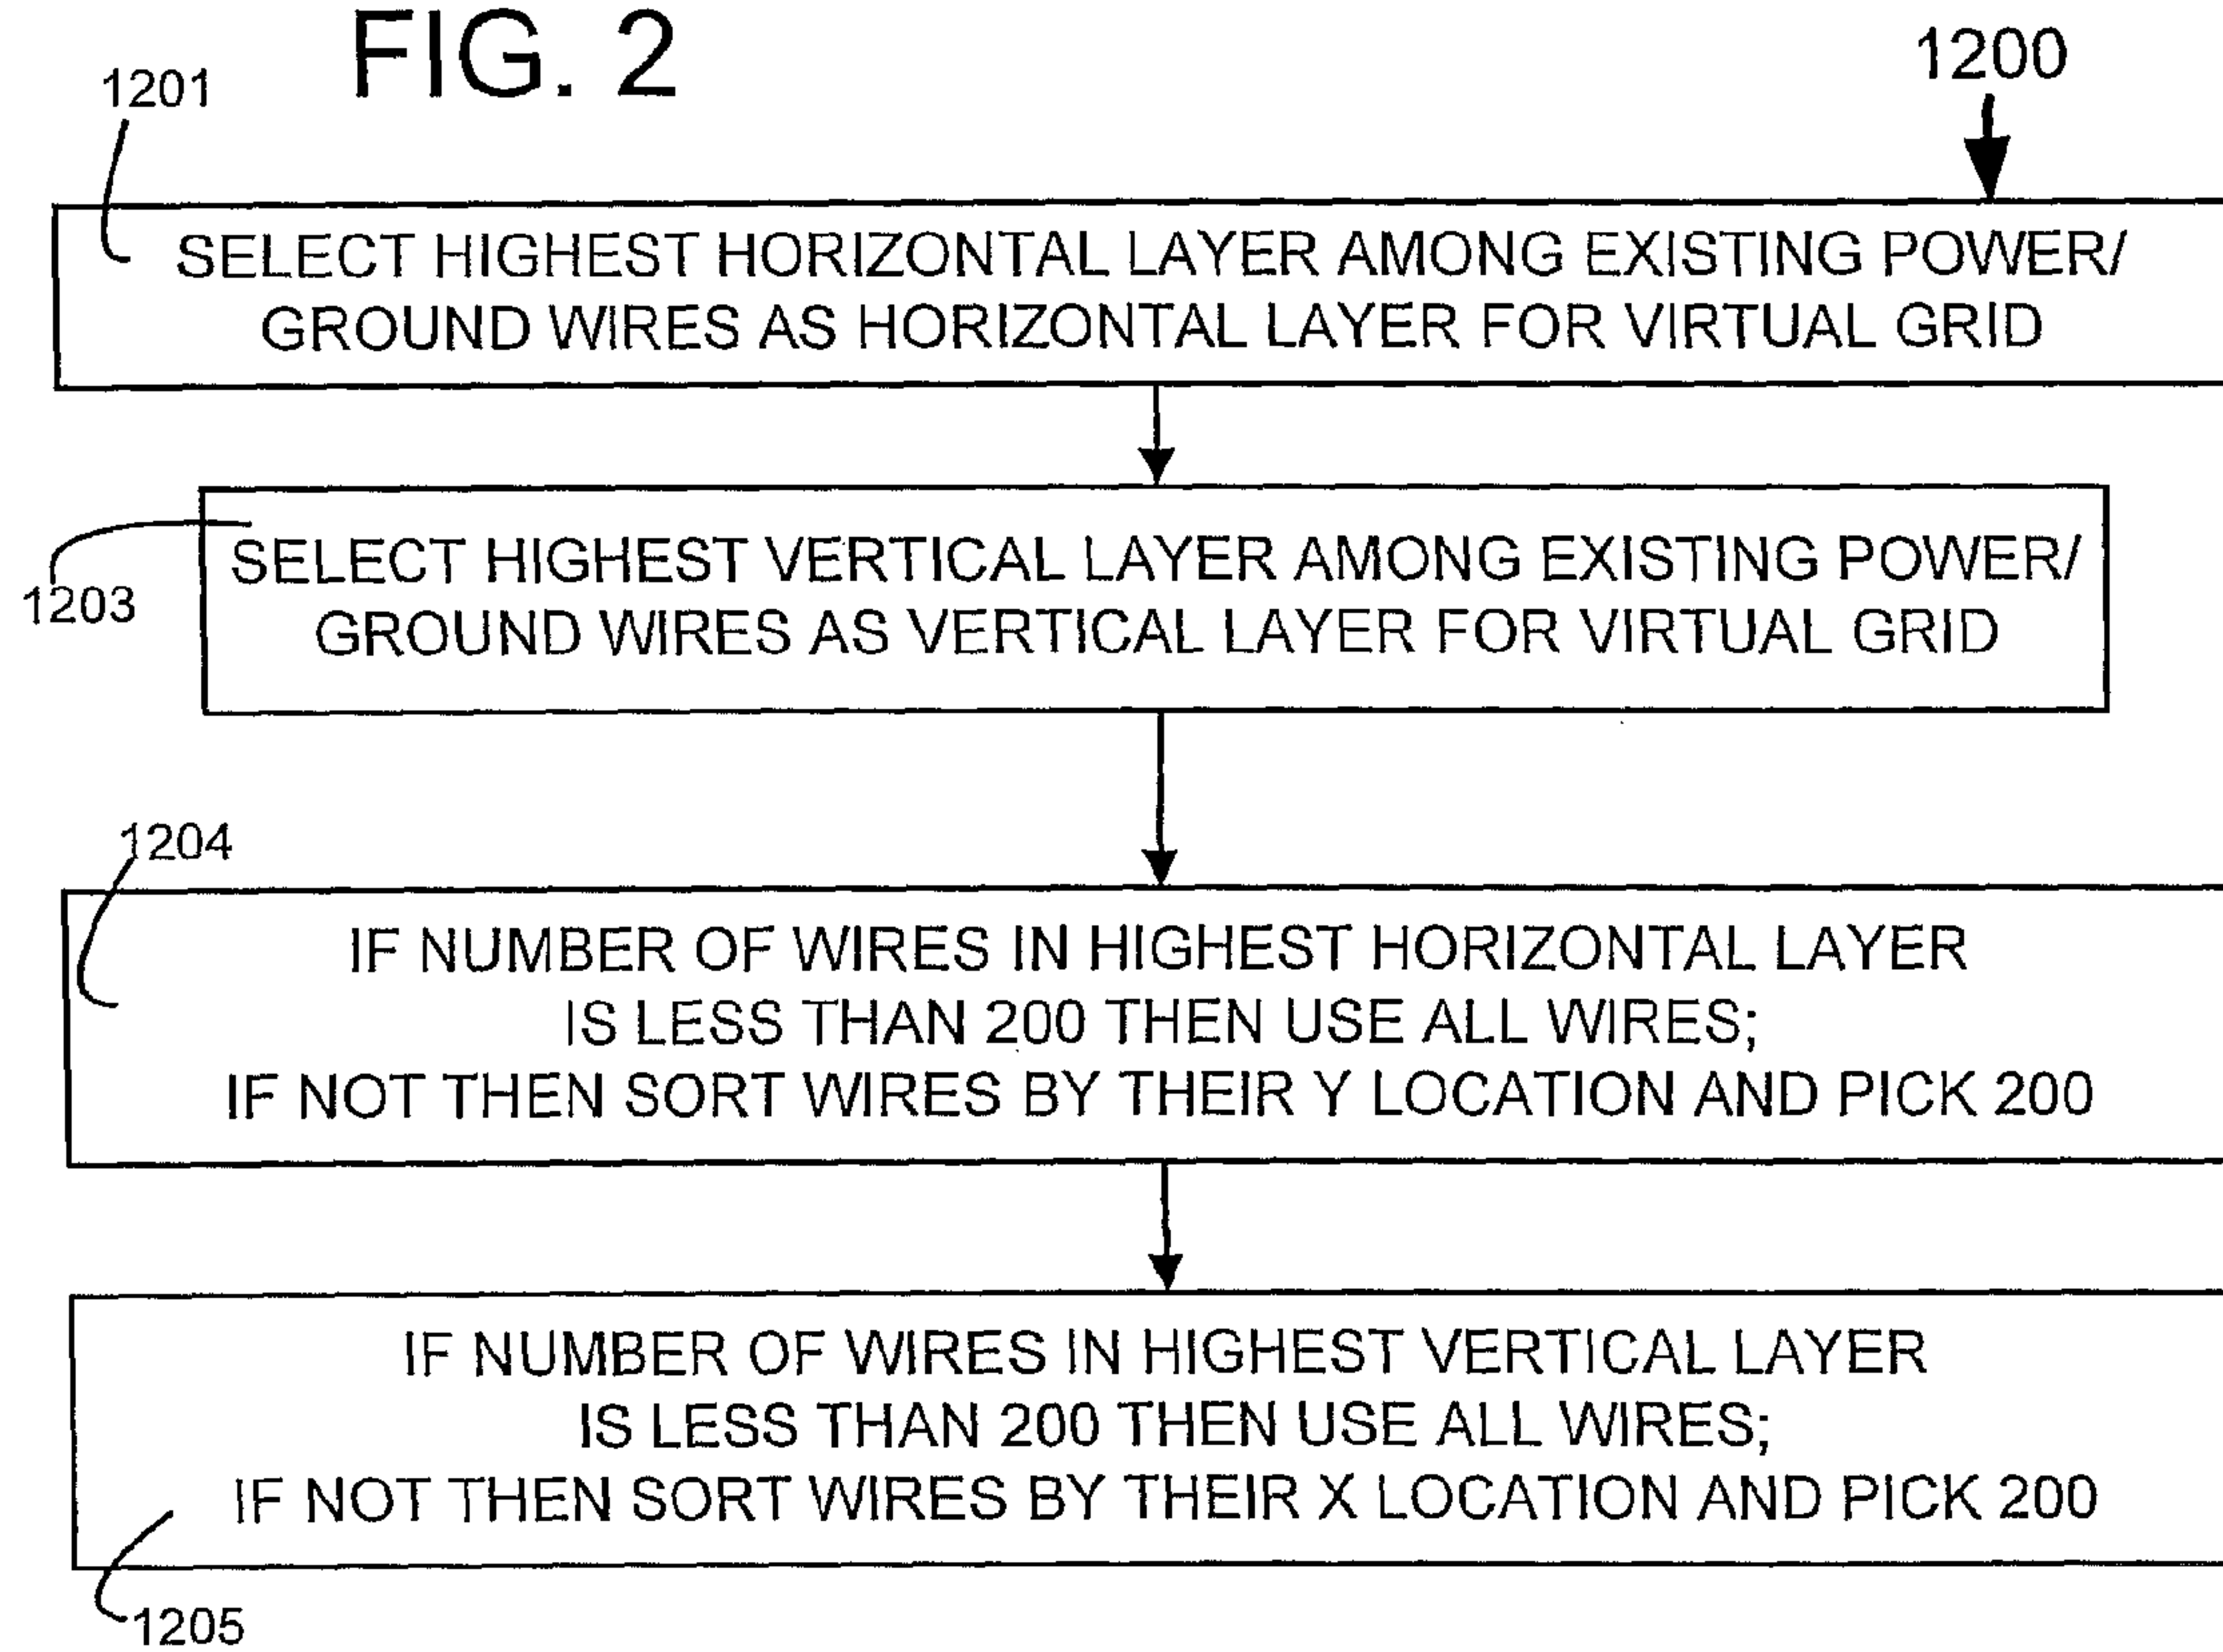 FIG. 2
1200
1201
SELECT HIGHEST HORIZONTAL LAYER AMONG EXISTING POWER/
GROUND WIRES AS HORIZONTAL LAYER FOR VIRTUAL GRID
1203
SELECT HIGHEST VERTICAL LAYER AMONG EXISTING POWER/
GROUND WIRES AS VERTICAL LAYER FOR VIRTUAL GRID
1204
IF NUMBER OF WIRES IN HIGHEST HORIZONTAL LAYER
IS LESS THAN 200 THEN USE ALL WIRES;
IF NOT THEN SORT WIRES BY THEIR Y LOCATION AND PICK 200
IF NUMBER OF WIRES IN HIGHEST VERTICAL LAYER
IS LESS THAN 200 THEN USE ALL WIRES;
IF NOT THEN SORT WIRES BY THEIR X LOCATION AND PICK 200
1205